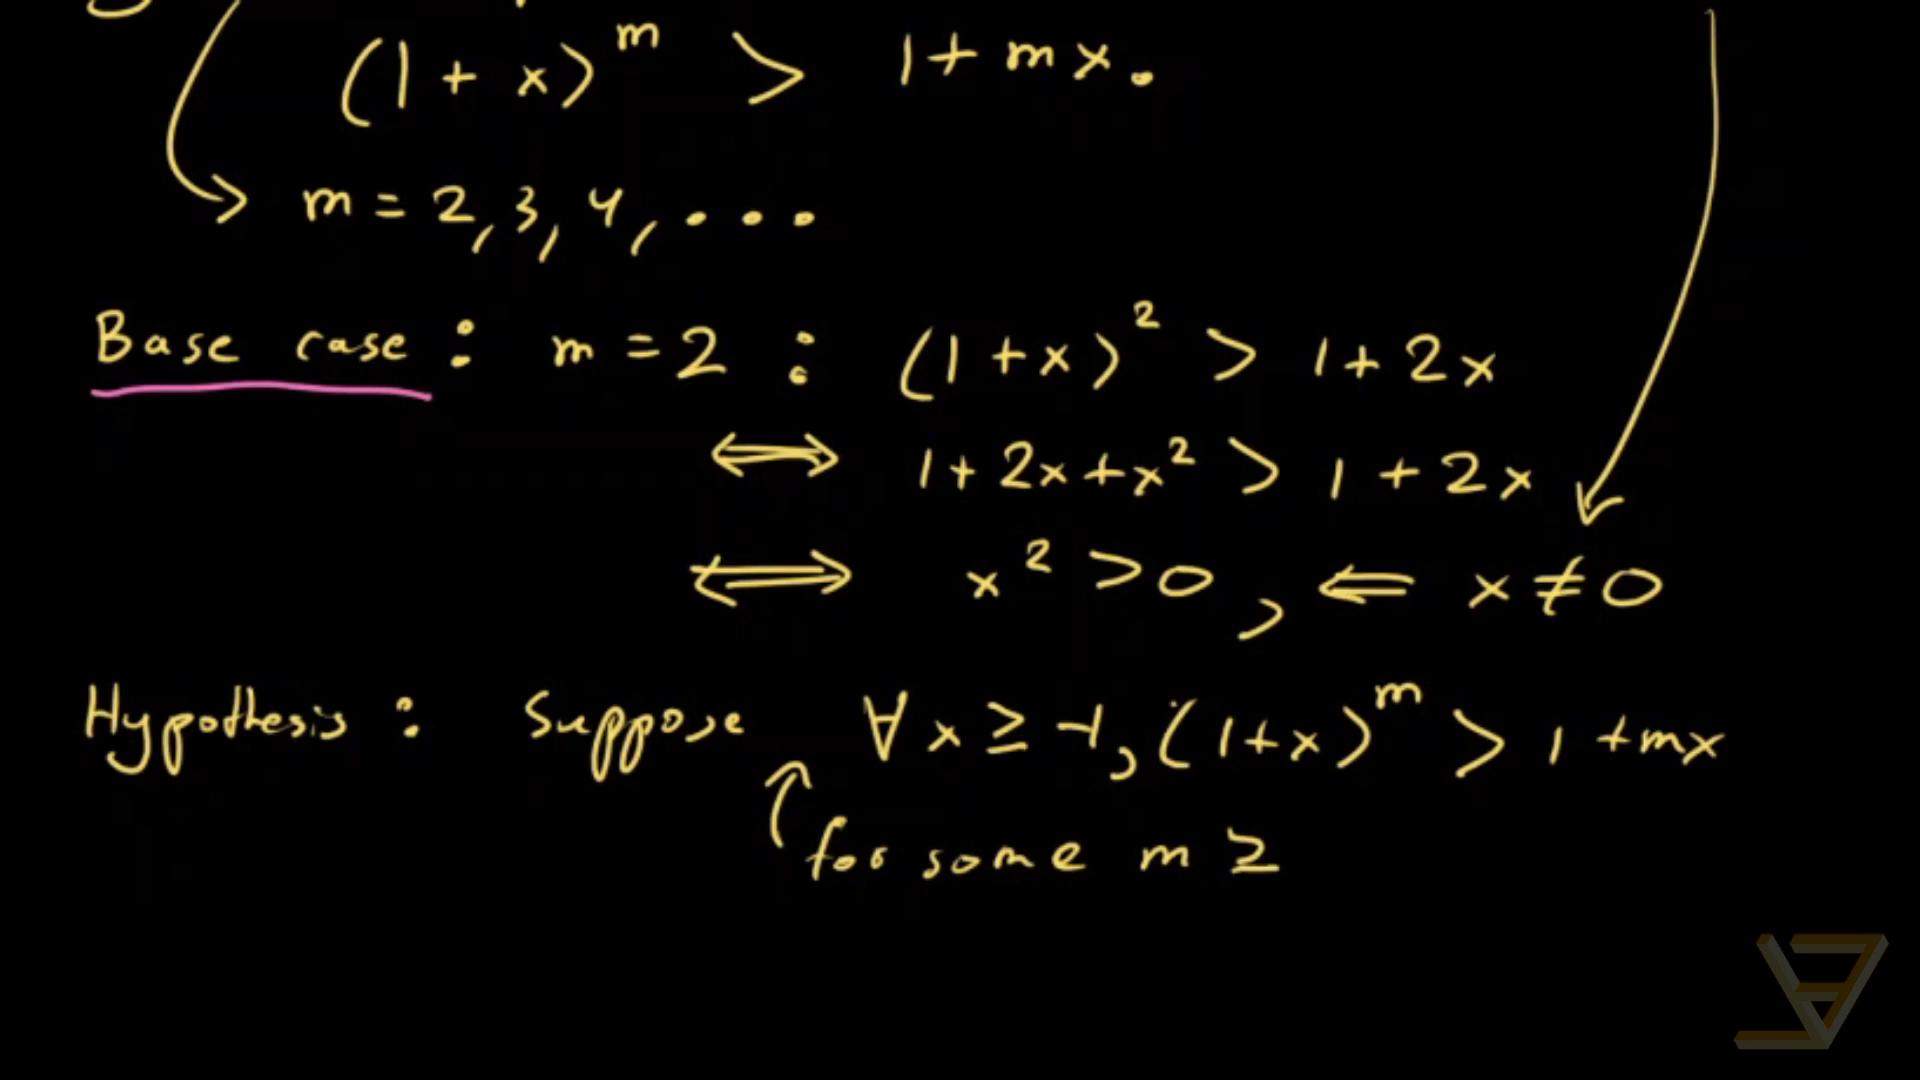 (1 + x)^m > 1 + mx.
m = 2, 3, 4, ...
Base case : m = 2 : (1 + x)^2 > 1 + 2x
⟺ 1 + 2x + x^2 > 1 + 2x
⟺ x^2 > 0, ⟸ x ≠ 0
Hypothesis : Suppose ∀ x ≥ -1, (1+x)^m > 1 + mx
for some m ≥